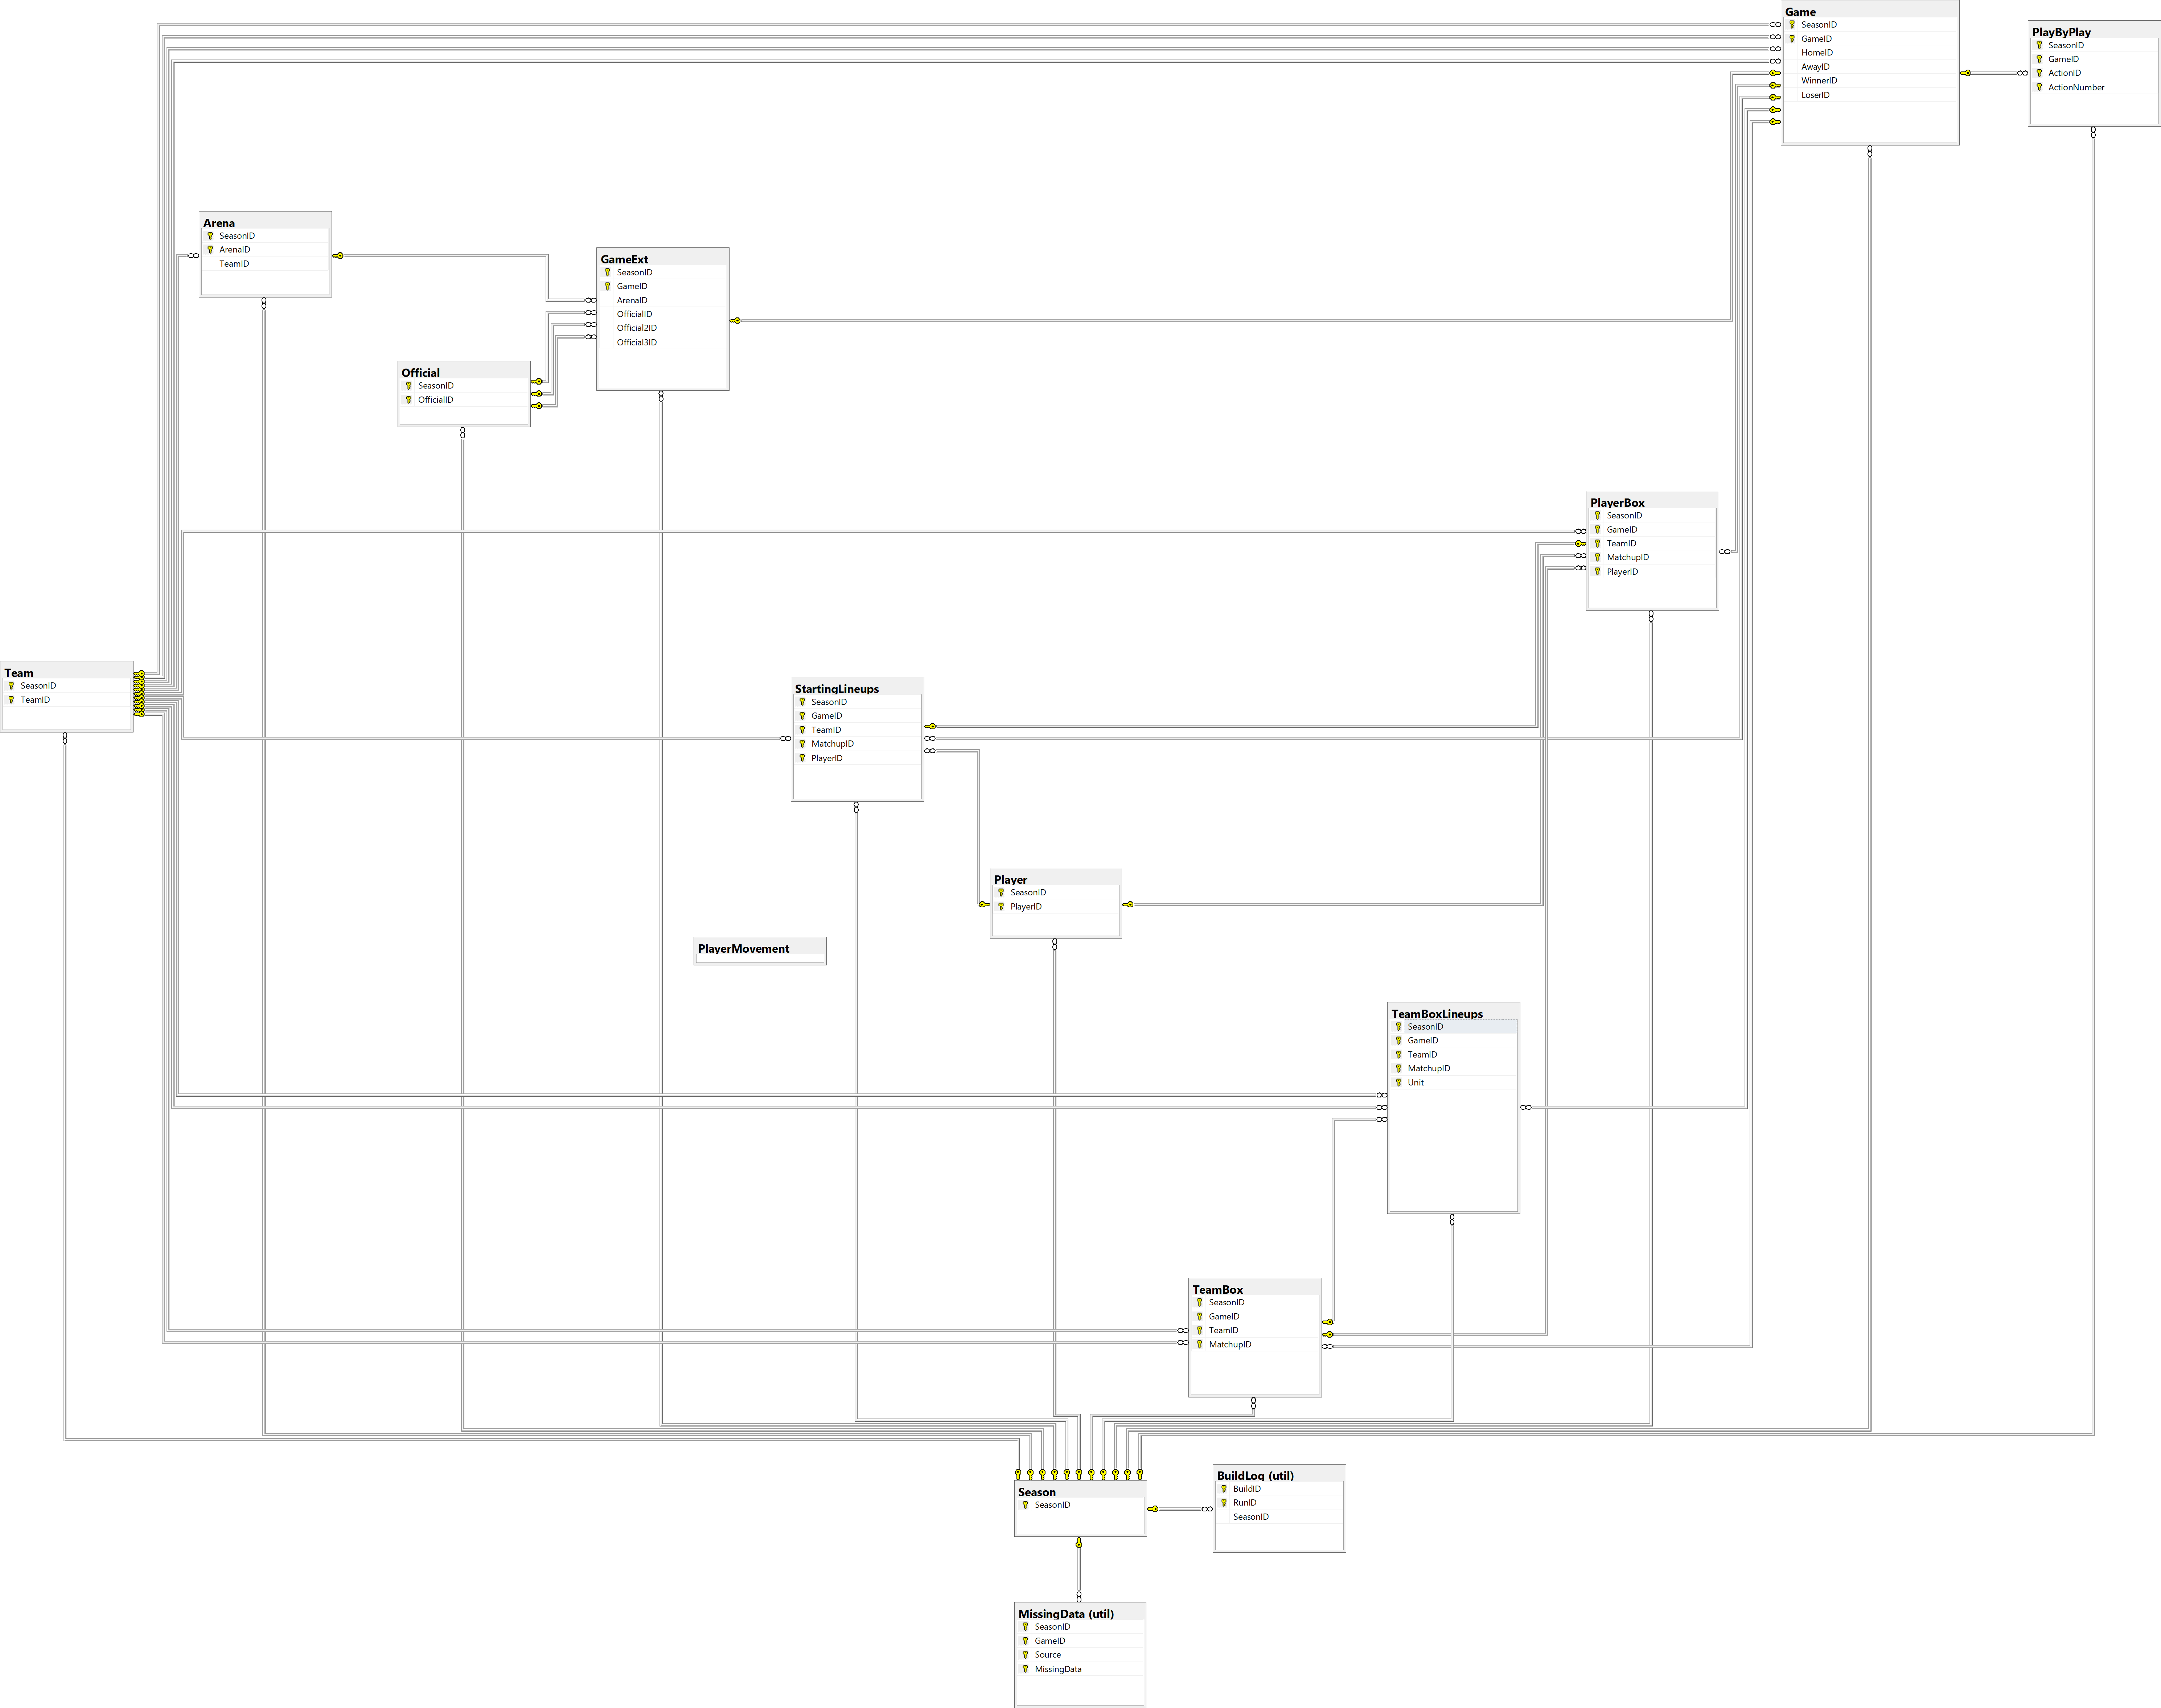 Game
SeasonID
GameID
HomeID
AwayID
WinnerID
LoserID
PlayByPlay
SeasonID
GameID
ActionID
ActionNumber
Arena
SeasonID
ArenaID
TeamID
GameExt
SeasonID
GameID
ArenaID
OfficialID
Official2ID
Official3ID
Official
SeasonID
OfficialID
PlayerBox
SeasonID
GameID
TeamID
MatchupID
PlayerID
Team
SeasonID
TeamID
StartingLineups
SeasonID
GameID
TeamID
MatchupID
PlayerID
Player
SeasonID
PlayerID
PlayerMovement
TeamBoxLineups
SeasonID
GameID
TeamID
MatchupID
Unit
TeamBox
SeasonID
GameID
TeamID
MatchupID
Season
SeasonID
BuildLog (util)
BuildID
RunID
SeasonID
MissingData (util)
SeasonID
GameID
Source
MissingData